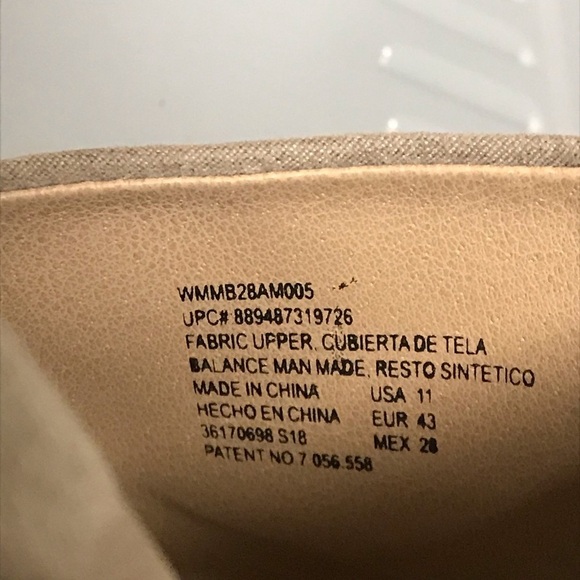 WMMB28AM005
UPC# 889487319726
FABRIC UPPER, CUBIERTA DE TELA
BALANCE MAN MADE, RESTO SINTETICO
MADE IN CHINA USA 11
HECHO EN CHINA EUR 43
36170698 S18 MEX 28
PATENT NO 7 056 558